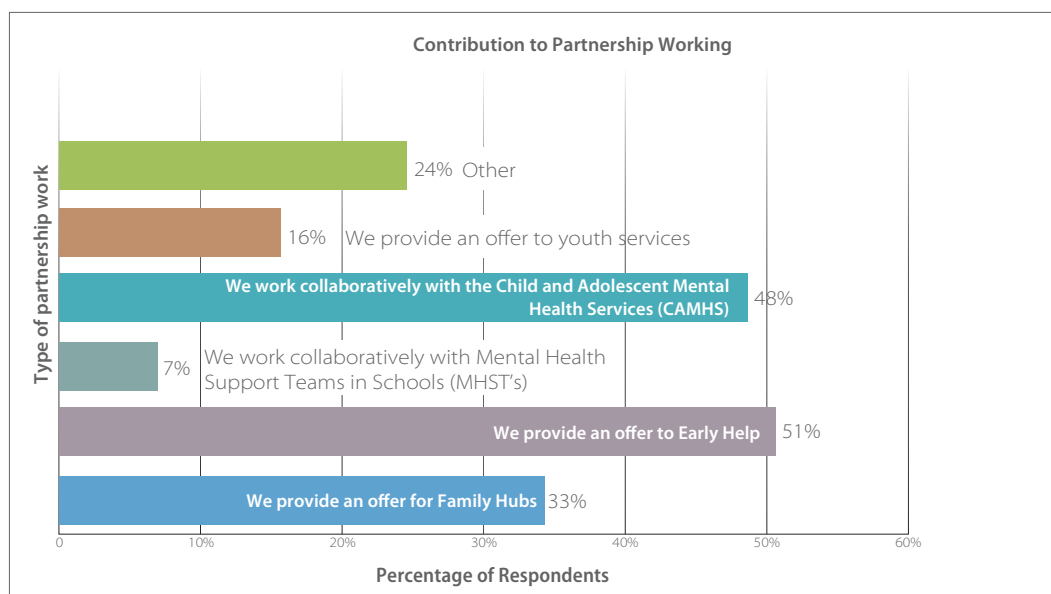 Contribution to Partnership Working
Type of partnership work
24% Other
16% We provide an offer to youth services
We work collaboratively with the Child and Adolescent Mental
Health Services (CAMHS)
48%
7%
We work collaboratively with Mental Health
Support Teams in Schools (MHST's)
We provide an offer to Early Help
51%
We provide an offer for Family Hubs
33%
0 10% 20% 30% 40% 50% 60%
Percentage of Respondents